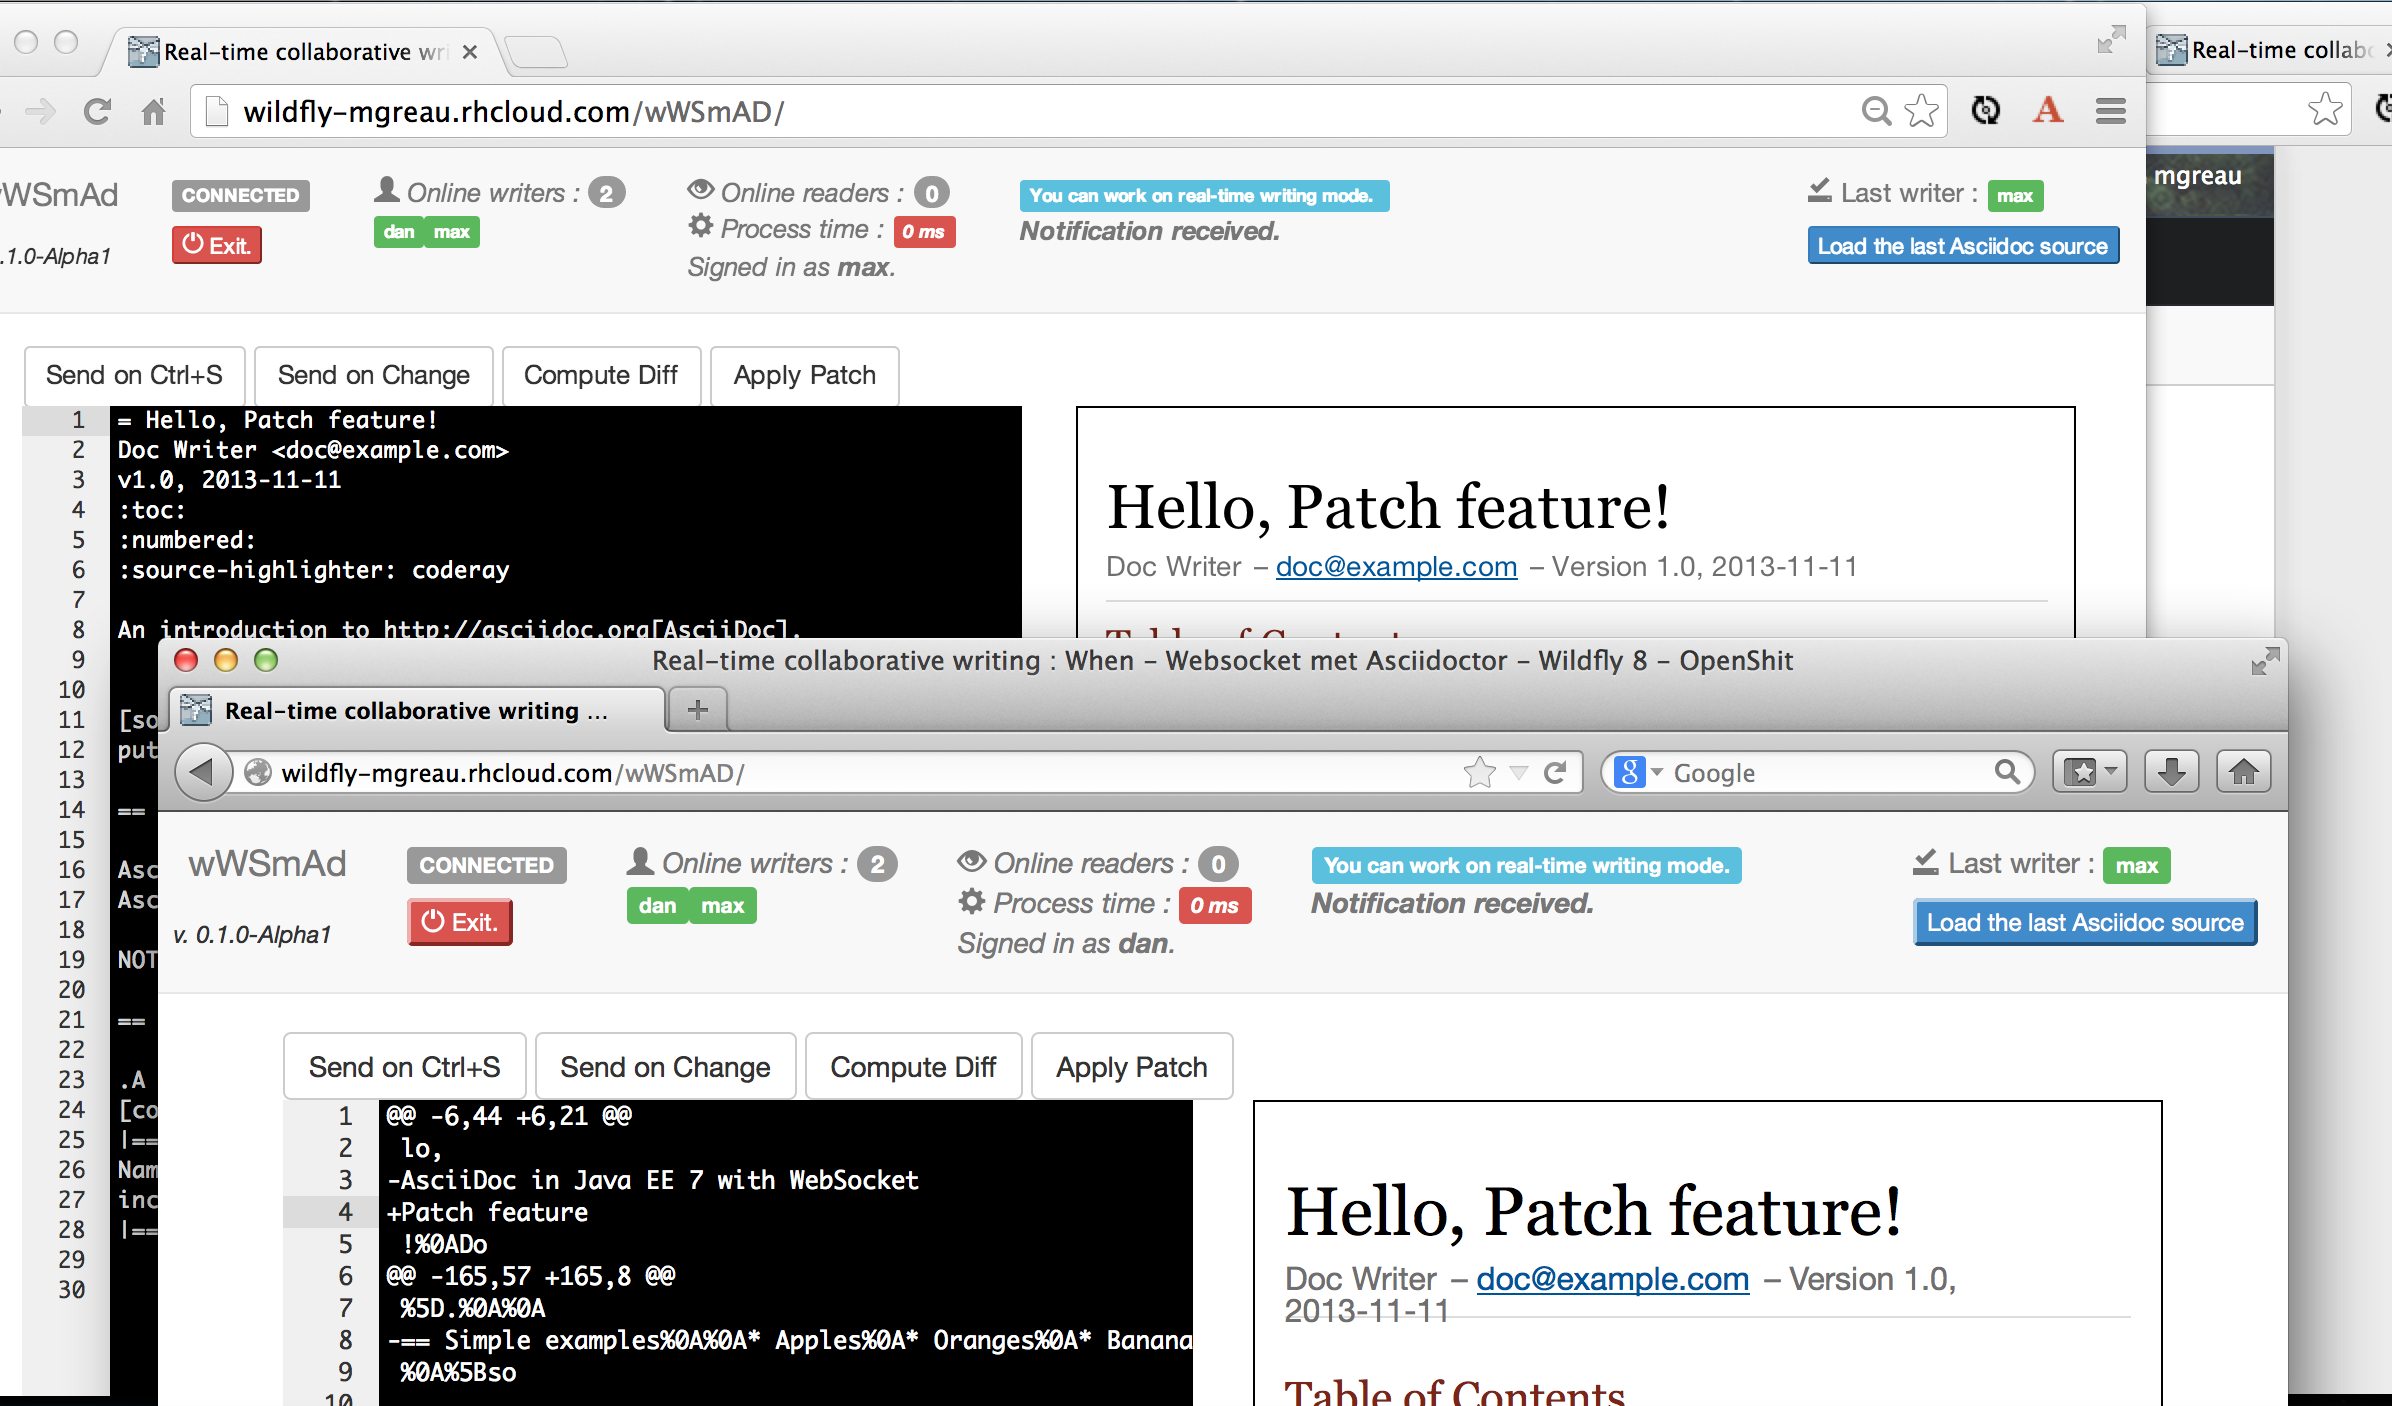 Real-time collaborative wri
Real-time collabo
wildfly-mgreau.rhcloud.com/wWSmAD/
mgreau
wWSmAd
CONNECTED
Online writers : 2
Online readers : 0
You can work on real-time writing mode.
Last writer : max
dan max
Process time : 0 ms
Notification received.
.1.0-Alpha1
Exit.
Signed in as max.
Load the last Asciidoc source
Send on Ctrl+S
Send on Change
Compute Diff
Apply Patch
1 = Hello, Patch feature!
2 Doc Writer <doc@example.com>
3 v1.0, 2013-11-11
4 :toc:
5 :numbered:
6 :source-highlighter: coderay
7
8 An introduction to http://asciidoc.org[AsciiDoc].
9
10
11 [so
12 put
13
14 ==
15
16 Asc
17 Asc
18
19 NOT
20
21 ==
22
23 .A
24 [co
25 |==
26 Nam
27 inc
28 |==
29
30
Hello, Patch feature!
Doc Writer – doc@example.com – Version 1.0, 2013-11-11
Table of Contents
Real-time collaborative writing : When - Websocket met Asciidoctor - Wildfly 8 - OpenShit
Real-time collaborative writing ...
wildfly-mgreau.rhcloud.com/wWSmAD/
Google
wWSmAd
CONNECTED
Online writers : 2
Online readers : 0
You can work on real-time writing mode.
Last writer : max
dan max
Process time : 0 ms
Notification received.
v. 0.1.0-Alpha1
Exit.
Signed in as dan.
Load the last Asciidoc source
Send on Ctrl+S
Send on Change
Compute Diff
Apply Patch
1 @@ -6,44 +6,21 @@
2 lo,
3 -AsciiDoc in Java EE 7 with WebSocket
4 +Patch feature
5 !%0ADo
6 @@ -165,57 +165,8 @@
7 %5D.%0A%0A
8 -== Simple examples%0A%0A* Apples%0A* Oranges%0A* Banana
9 %0A%5Bso
10
Hello, Patch feature!
Doc Writer – doc@example.com – Version 1.0,
2013-11-11
Table of Contents